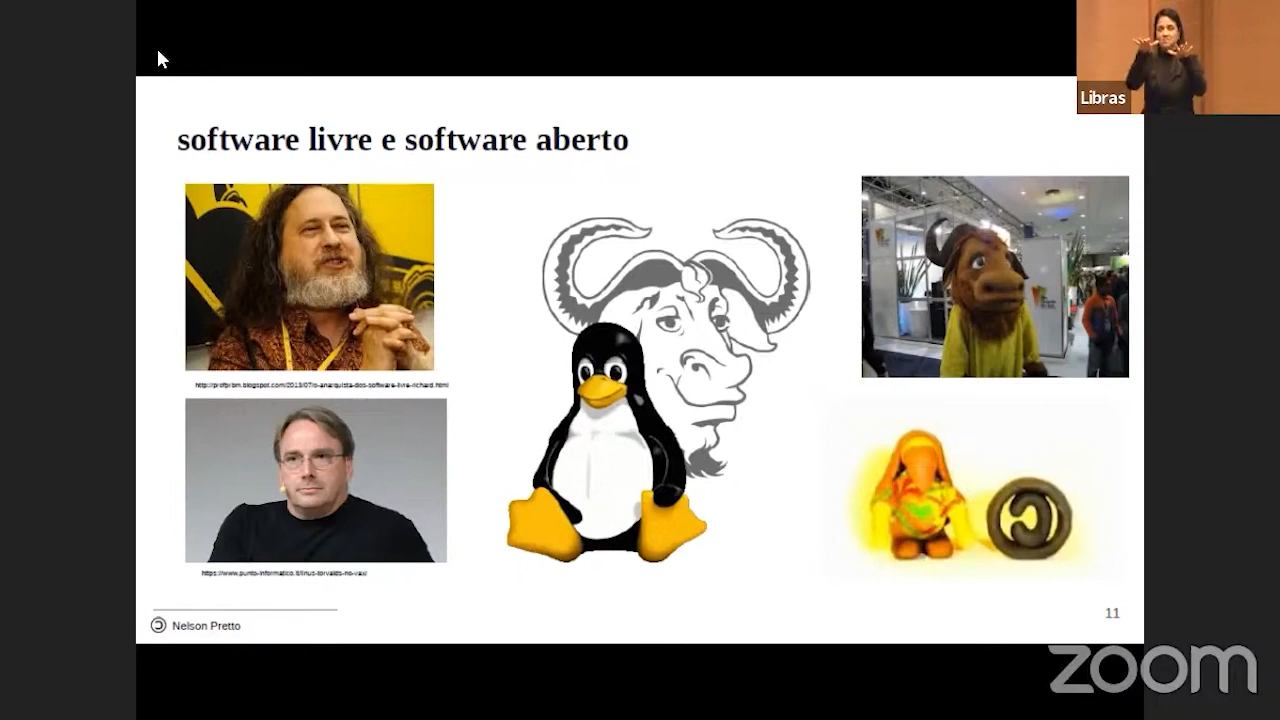 Libras
software livre e software aberto
http://profprbm.blogspot.com/2013/07/o-anarquista-dos-software-livre-richard.html
https://www.punto-informatico.it/linus-torvalds-no-vax/
Nelson Pretto
11
zoom